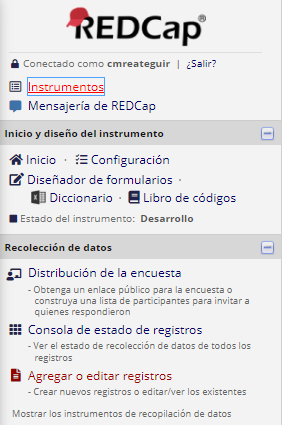 REDCap®
Conectado como cmreateguir | ¿Salir?
Instrumentos
Mensajería de REDCap
Inicio y diseño del instrumento
Inicio · Configuración
Diseñador de formularios ·
Diccionario · Libro de códigos
Estado del instrumento: Desarrollo
Recolección de datos
Distribución de la encuesta
- Obtenga un enlace público para la encuesta o
construya una lista de participantes para invitar a
quienes respondieron
Consola de estado de registros
- Ver el estado de recolección de datos de todos los
registros
Agregar o editar registros
- Crear nuevos registros o editar/ver los existentes
Mostrar los instrumentos de recopilación de datos